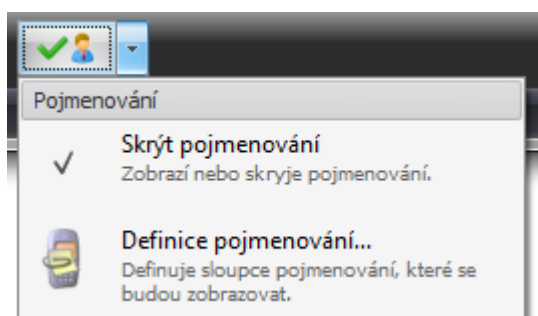 Pojmenování
Skrýt pojmenování
Zobrazí nebo skryje pojmenování.
Definice pojmenování...
Definuje sloupce pojmenování, které se
budou zobrazovat.